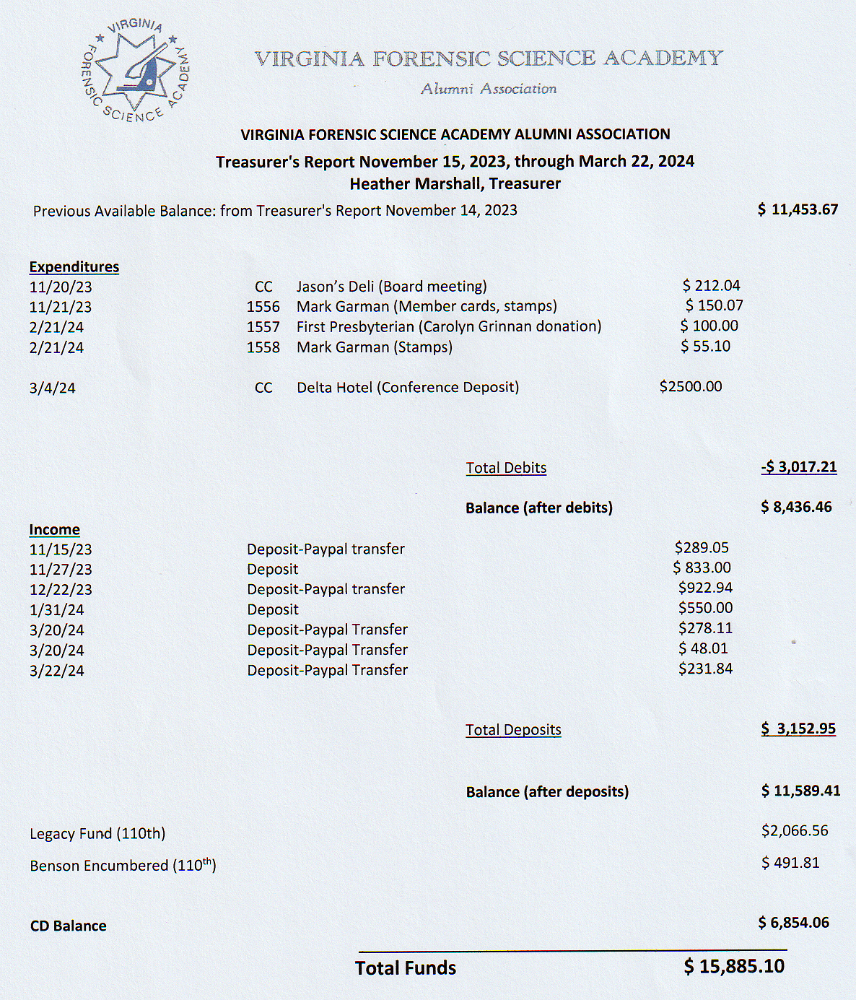 VIRGINIA
FORENSIC SCIENCE ACADEMY
VIRGINIA FORENSIC SCIENCE ACADEMY
Alumni Association
VIRGINIA FORENSIC SCIENCE ACADEMY ALUMNI ASSOCIATION
Treasurer's Report November 15, 2023, through March 22, 2024
Heather Marshall, Treasurer
Previous Available Balance: from Treasurer's Report November 14, 2023 $ 11,453.67
Expenditures
11/20/23 CC Jason’s Deli (Board meeting) $ 212.04
11/21/23 1556 Mark Garman (Member cards, stamps) $ 150.07
2/21/24 1557 First Presbyterian (Carolyn Grinnan donation) $ 100.00
2/21/24 1558 Mark Garman (Stamps) $ 55.10
3/4/24 CC Delta Hotel (Conference Deposit) $2500.00
Total Debits -$ 3,017.21
Balance (after debits) $ 8,436.46
Income
11/15/23 Deposit-Paypal transfer $289.05
11/27/23 Deposit $ 833.00
12/22/23 Deposit-Paypal transfer $922.94
1/31/24 Deposit $550.00
3/20/24 Deposit-Paypal Transfer $278.11
3/20/24 Deposit-Paypal Transfer $ 48.01
3/22/24 Deposit-Paypal Transfer $231.84
Total Deposits $ 3,152.95
Balance (after deposits) $ 11,589.41
Legacy Fund (110th) $2,066.56
Benson Encumbered (110th) $ 491.81
CD Balance $ 6,854.06
Total Funds $ 15,885.10